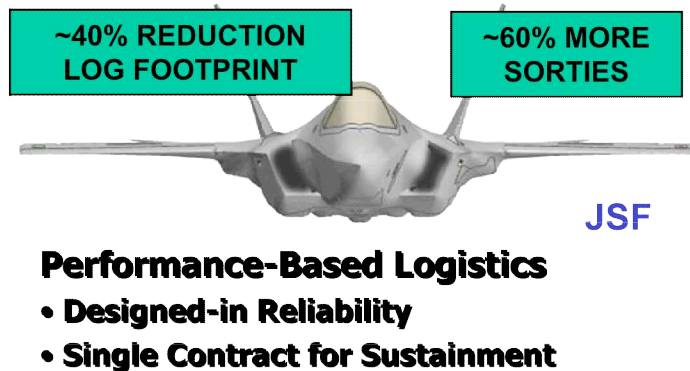 ~40% REDUCTION
LOG FOOTPRINT
~60% MORE
SORTIES
JSF
Performance-Based Logistics
• Designed-in Reliability
• Single Contract for Sustainment